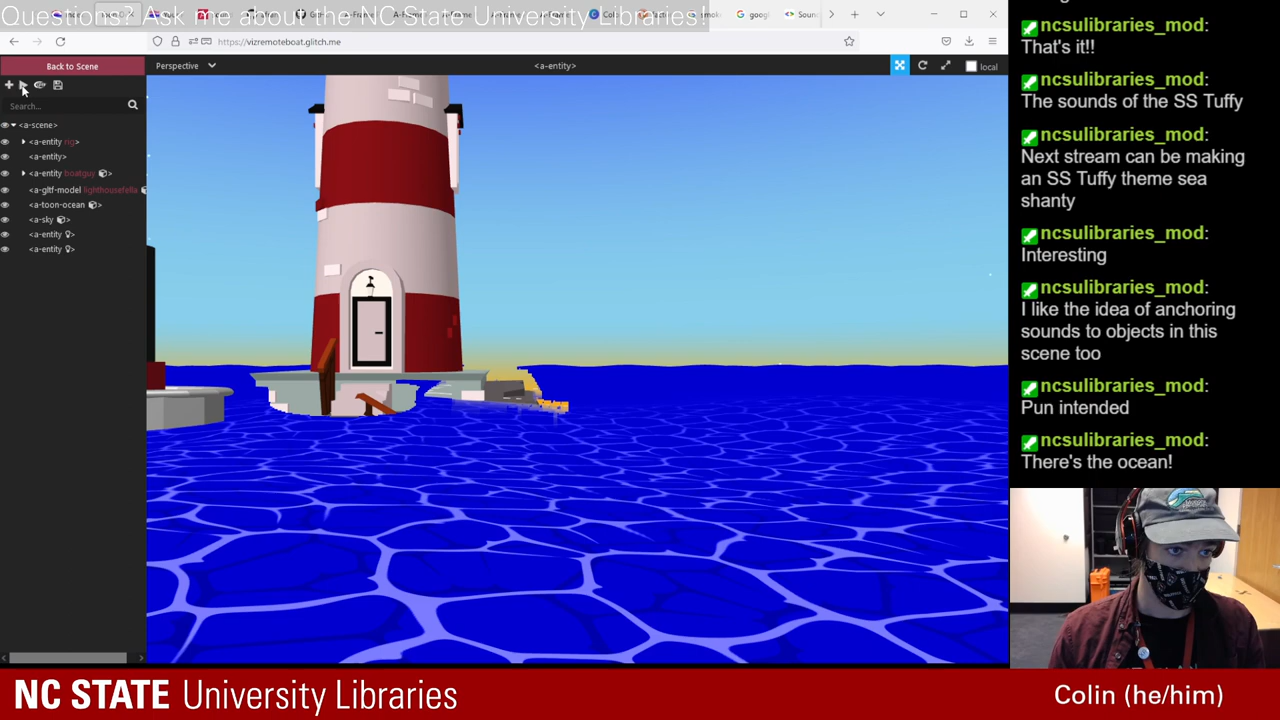 Questions? Ask me about the NC State University Libraries!
https://vizremoteboat.glitch.me
Back to Scene
Perspective
<a-entity>
local
Search...
<a-scene>
<a-entity rig>
<a-entity>
<a-entity boatguy >
<a-gltf-model lighthousefella
<a-toon-ocean >
<a-sky >
<a-entity >
<a-entity >
ncsulibraries_mod:
That's it!!
ncsulibraries_mod:
The sounds of the SS Tuffy
ncsulibraries_mod:
Next stream can be making
an SS Tuffy theme sea
shanty
ncsulibraries_mod:
Interesting
ncsulibraries_mod:
I like the idea of anchoring
sounds to objects in this
scene too
ncsulibraries_mod:
Pun intended
ncsulibraries_mod:
There's the ocean!
NC STATE University Libraries
Colin (he/him)